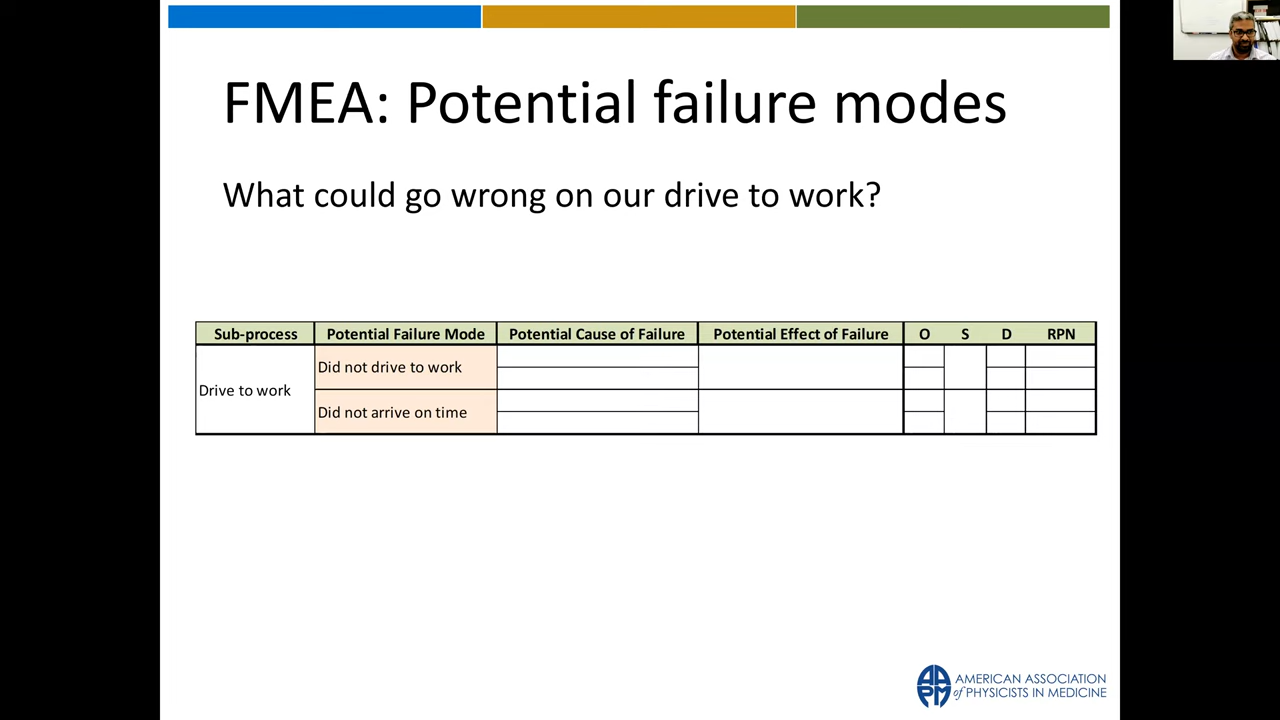 FMEA: Potential failure modes
What could go wrong on our drive to work?
Sub-process Potential Failure Mode Potential Cause of Failure Potential Effect of Failure O S D RPN
Did not drive to work
Drive to work
Did not arrive on time
AAPM
AMERICAN ASSOCIATION
of PHYSICISTS IN MEDICINE